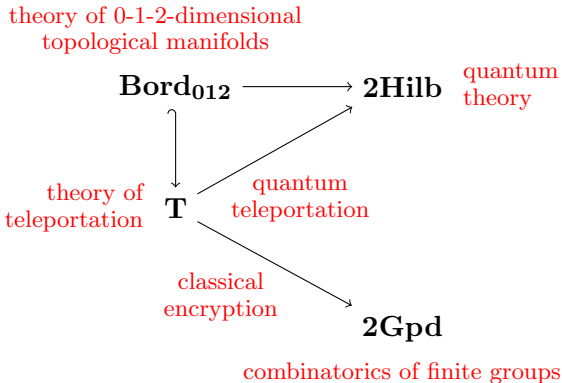 theory of 0-1-2-dimensional
topological manifolds
Bord₀₁₂
2Hilb
quantum
theory
theory of
teleportation
T
quantum
teleportation
classical
encryption
2Gpd
combinatorics of finite groups